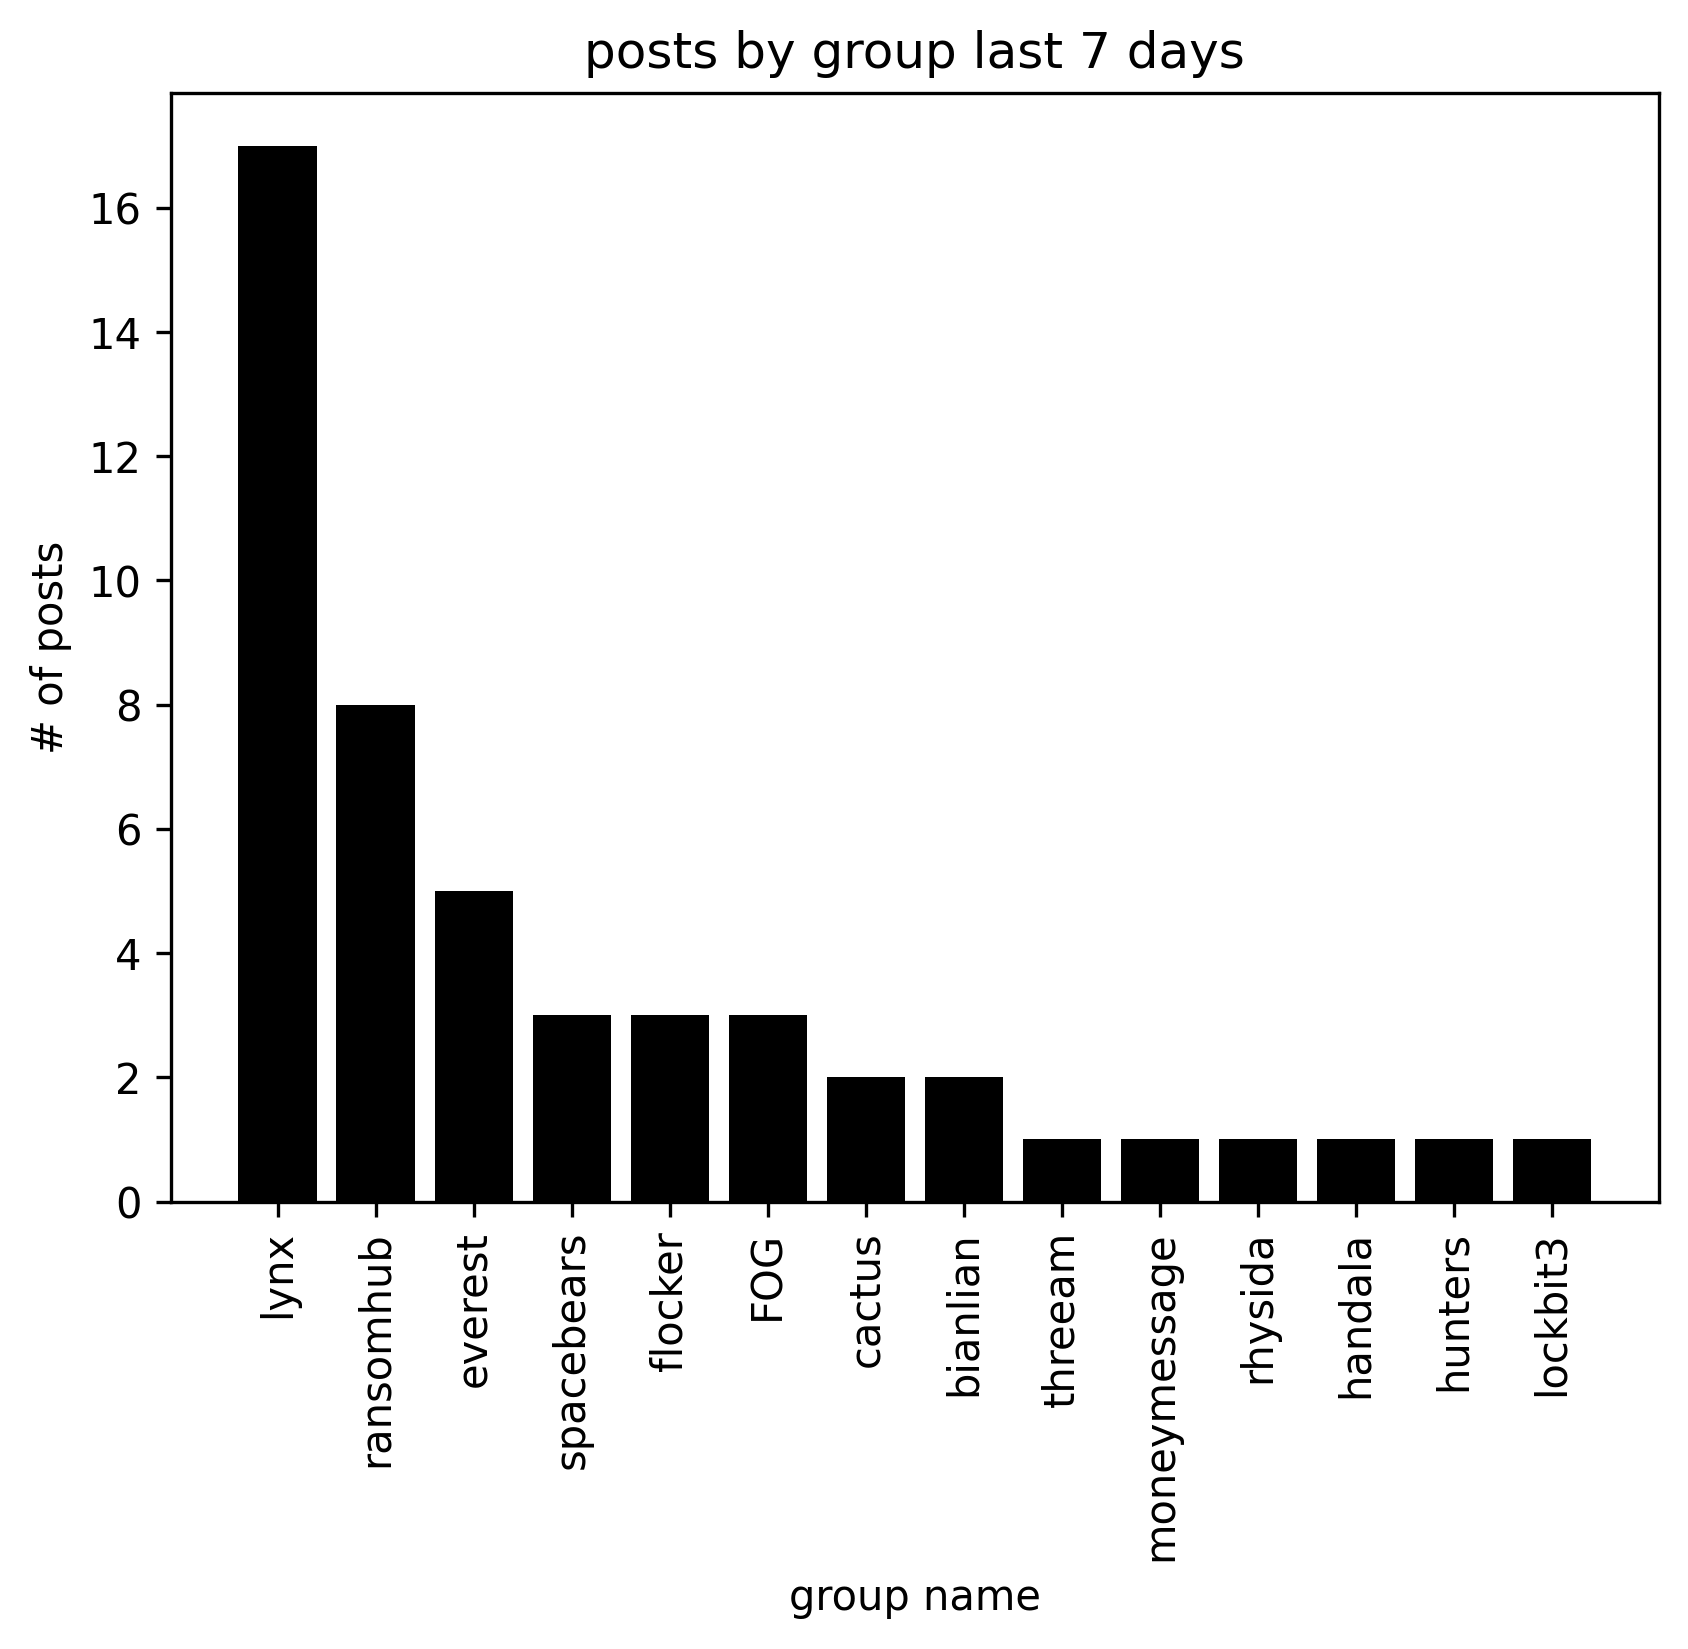 posts by group last 7 days
# of posts
16
14
12
10
8
6
4
2
0
lynx
ransomhub
everest
spacebears
flocker
FOG
cactus
bianlian
threeam
moneymessage
rhysida
handala
hunters
lockbit3
group name